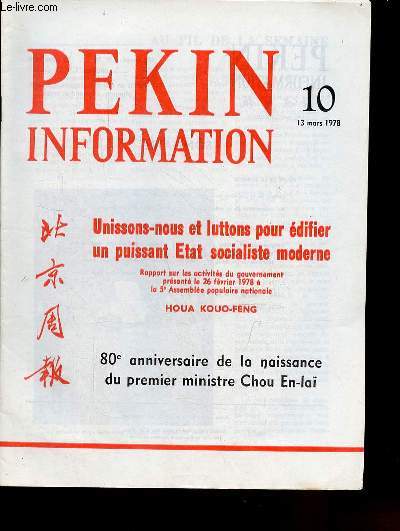 Le-livre.com
PEKIN
INFORMATION
10
13 mars 1978
北京周報
Unissons-nous et luttons pour édifier
un puissant Etat socialiste moderne
Rapport sur les activités du gouvernement
présenté le 26 février 1978 à
la 5e Assemblée populaire nationale
HOUA KOUO-FENG
80e anniversaire de la naissance
du premier ministre Chou En-laï